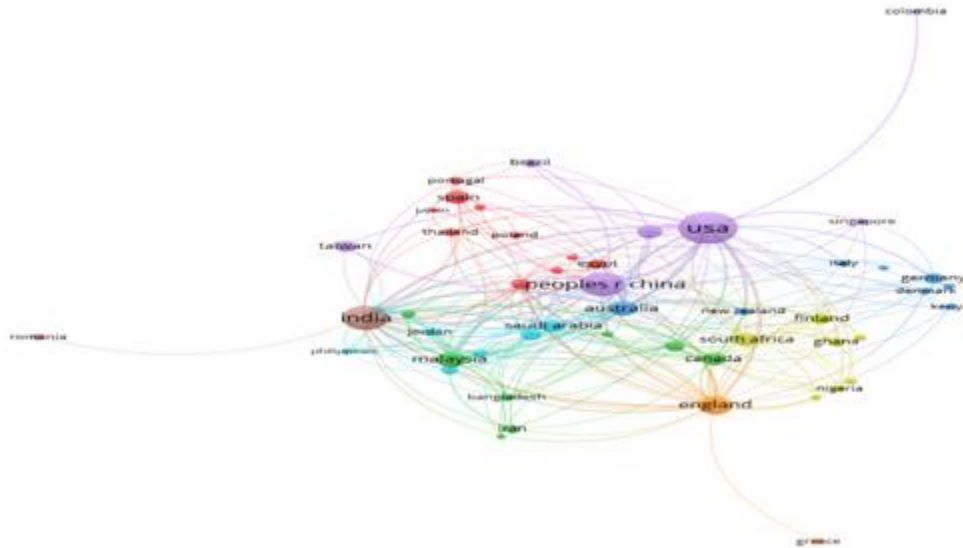 colombia
brazil
portugal
spain
japan
thailand
poland
taiwan
usa
singapore
egypt
italy
germany
denmark
peoples r china
india
australia
new zealand
finland
saudi arabia
jordan
romania
philippines
malaysia
south africa
ghana
canada
bangladesh
nigeria
england
iran
greece